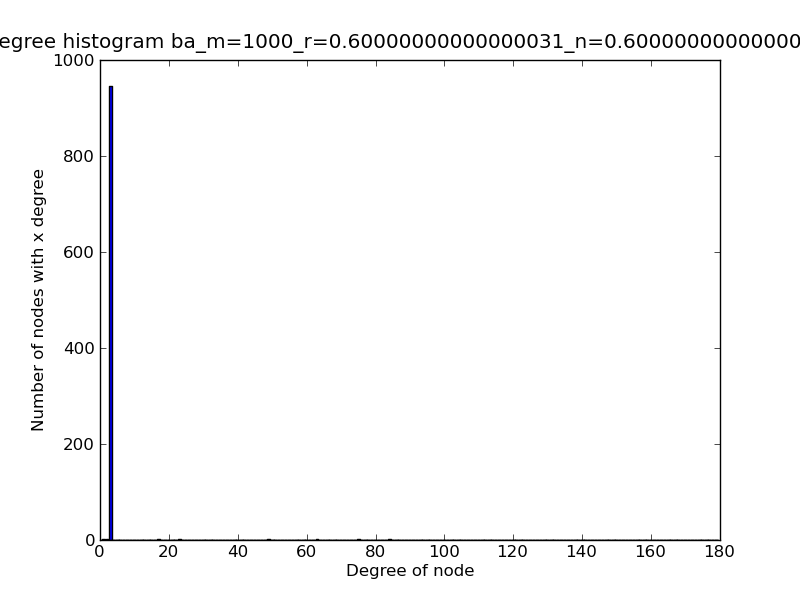 egree histogram ba_m=1000_r=0.60000000000000031_n=0.60000000000000
1000
800
600
400
200
0
0 20 40 60 80 100 120 140 160 180
Number of nodes with x degree
Degree of node